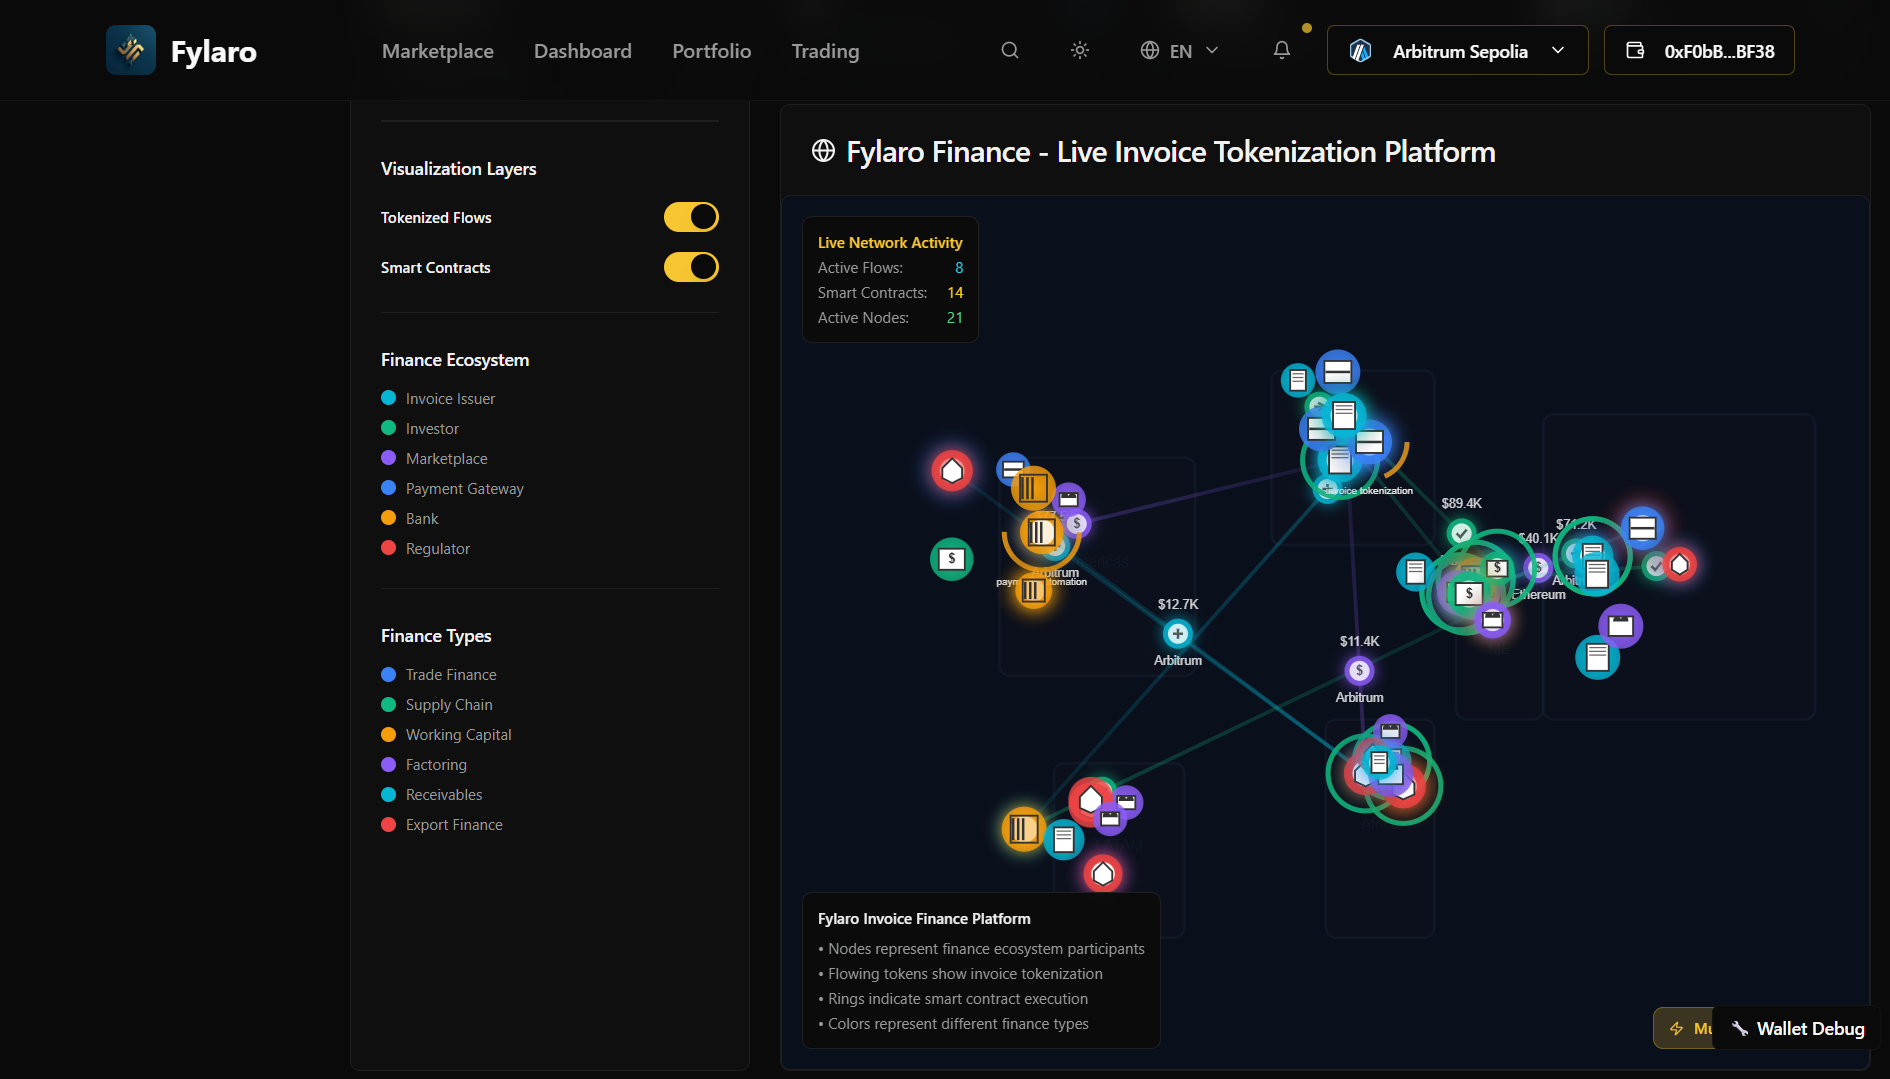 Fylaro
Marketplace
Dashboard
Portfolio
Trading
EN
Arbitrum Sepolia
0xF0bB...BF38
Visualization Layers
Tokenized Flows
Smart Contracts
Finance Ecosystem
Invoice Issuer
Investor
Marketplace
Payment Gateway
Bank
Regulator
Finance Types
Trade Finance
Supply Chain
Working Capital
Factoring
Receivables
Export Finance
Fylaro Finance - Live Invoice Tokenization Platform
Live Network Activity
Active Flows: 8
Smart Contracts: 14
Active Nodes: 21
invoice tokenization
$89.4K
$40.1K
$71.2K
Ethereum
$12.7K
Arbitrum
$11.4K
Arbitrum
Fylaro Invoice Finance Platform
• Nodes represent finance ecosystem participants
• Flowing tokens show invoice tokenization
• Rings indicate smart contract execution
• Colors represent different finance types
Wallet Debug